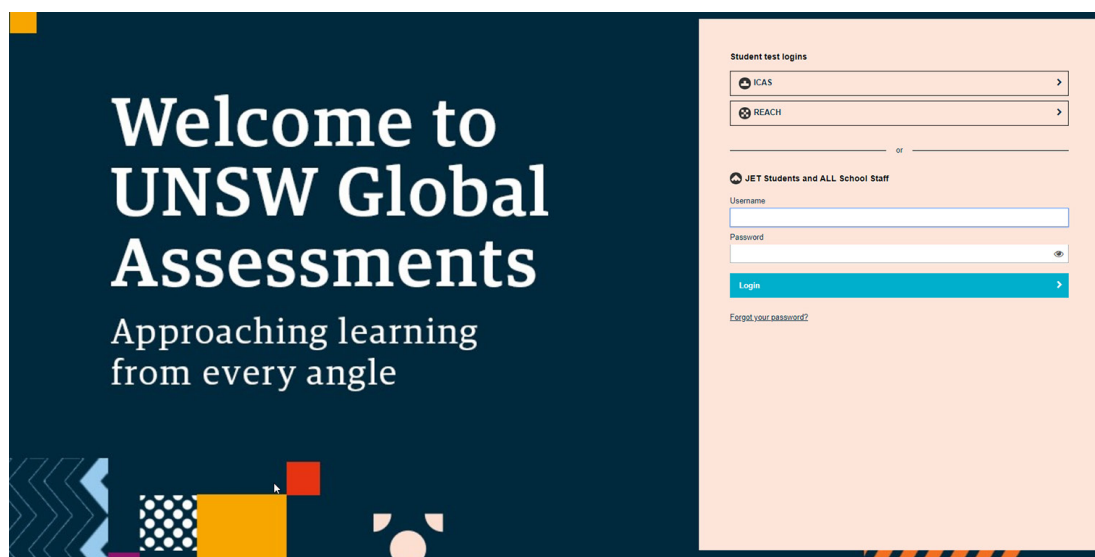 Welcome to
UNSW Global
Assessments
Approaching learning
from every angle
Student test logins
ICAS
REACH
or
JET Students and ALL School Staff
Username
Password
Login
Forgot your password?